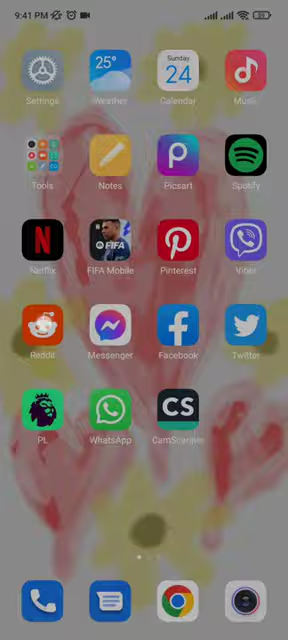 9:41 PM
25°
Sunday
24
Settings
Weather
Calendar
Music
Tools
Notes
Picsart
Spotify
FIFA
Netflix
FIFA Mobile
Pinterest
Viber
Reddit
Messenger
Facebook
Twitter
CS
PL
WhatsApp
CamScanner